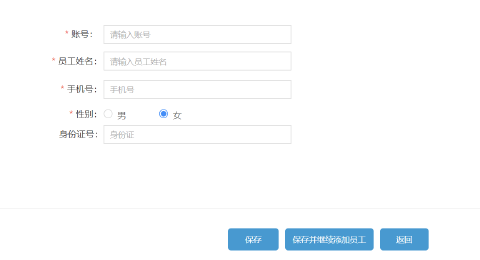 * 账号： 请输入账号
* 员工姓名： 请输入员工姓名
* 手机号： 手机号
* 性别： 男 女
身份证号： 身份证
保存 保存并继续添加员工 返回